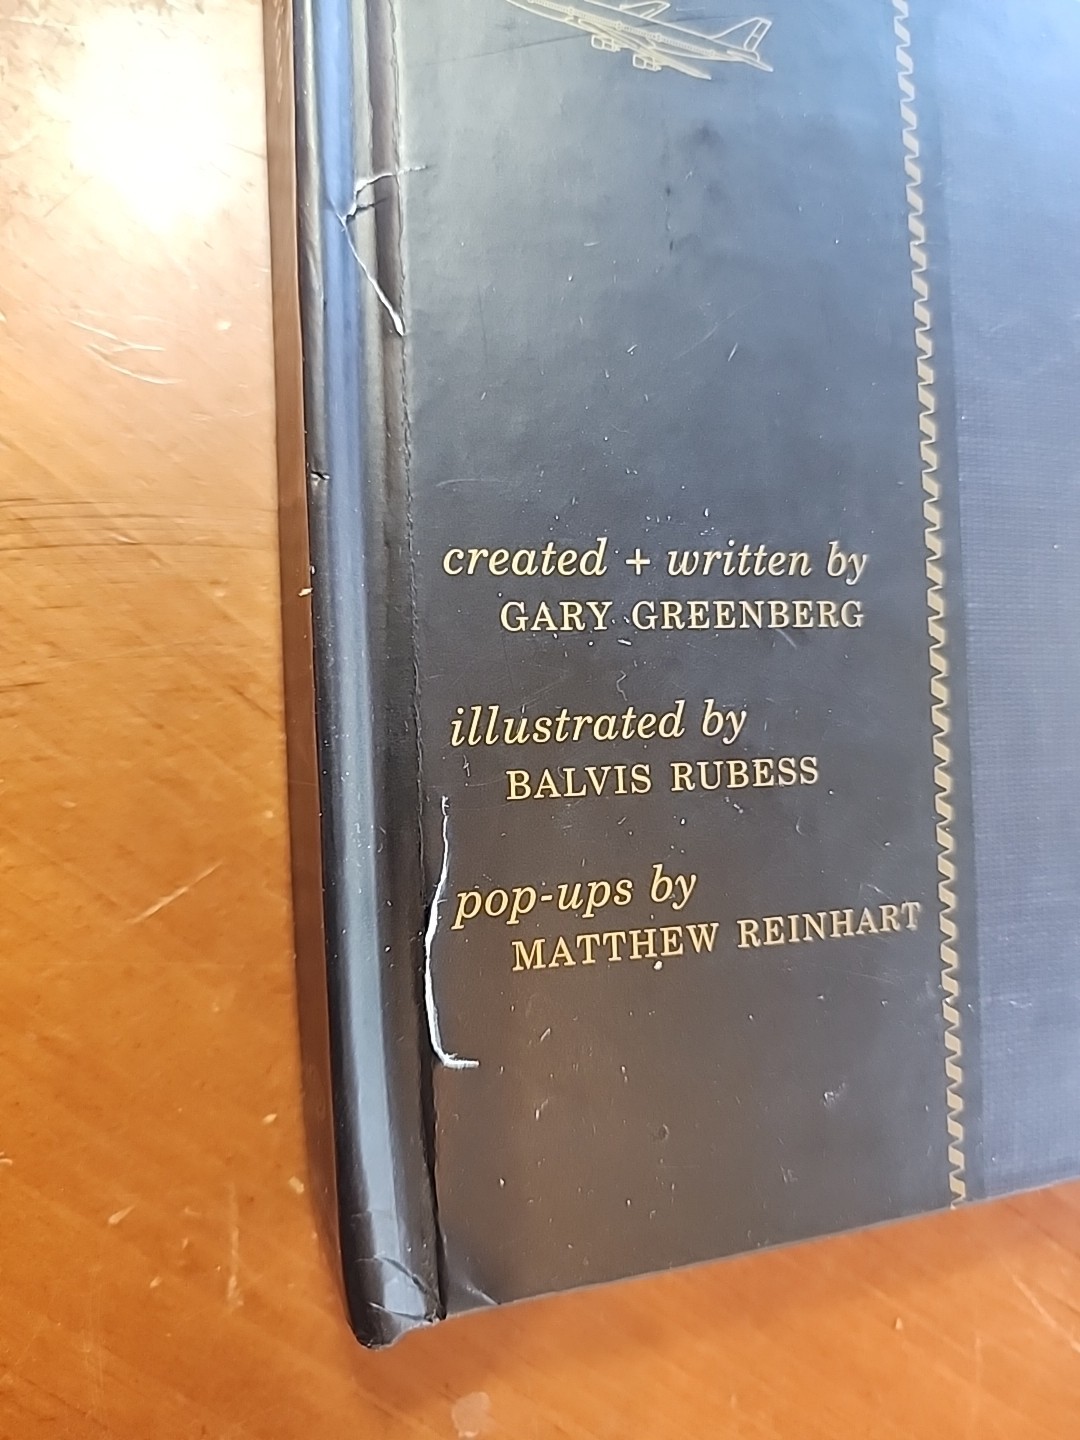 created + written by
GARY GREENBERG
illustrated by
BALVIS RUBESS
pop-ups by
MATTHEW REINHART